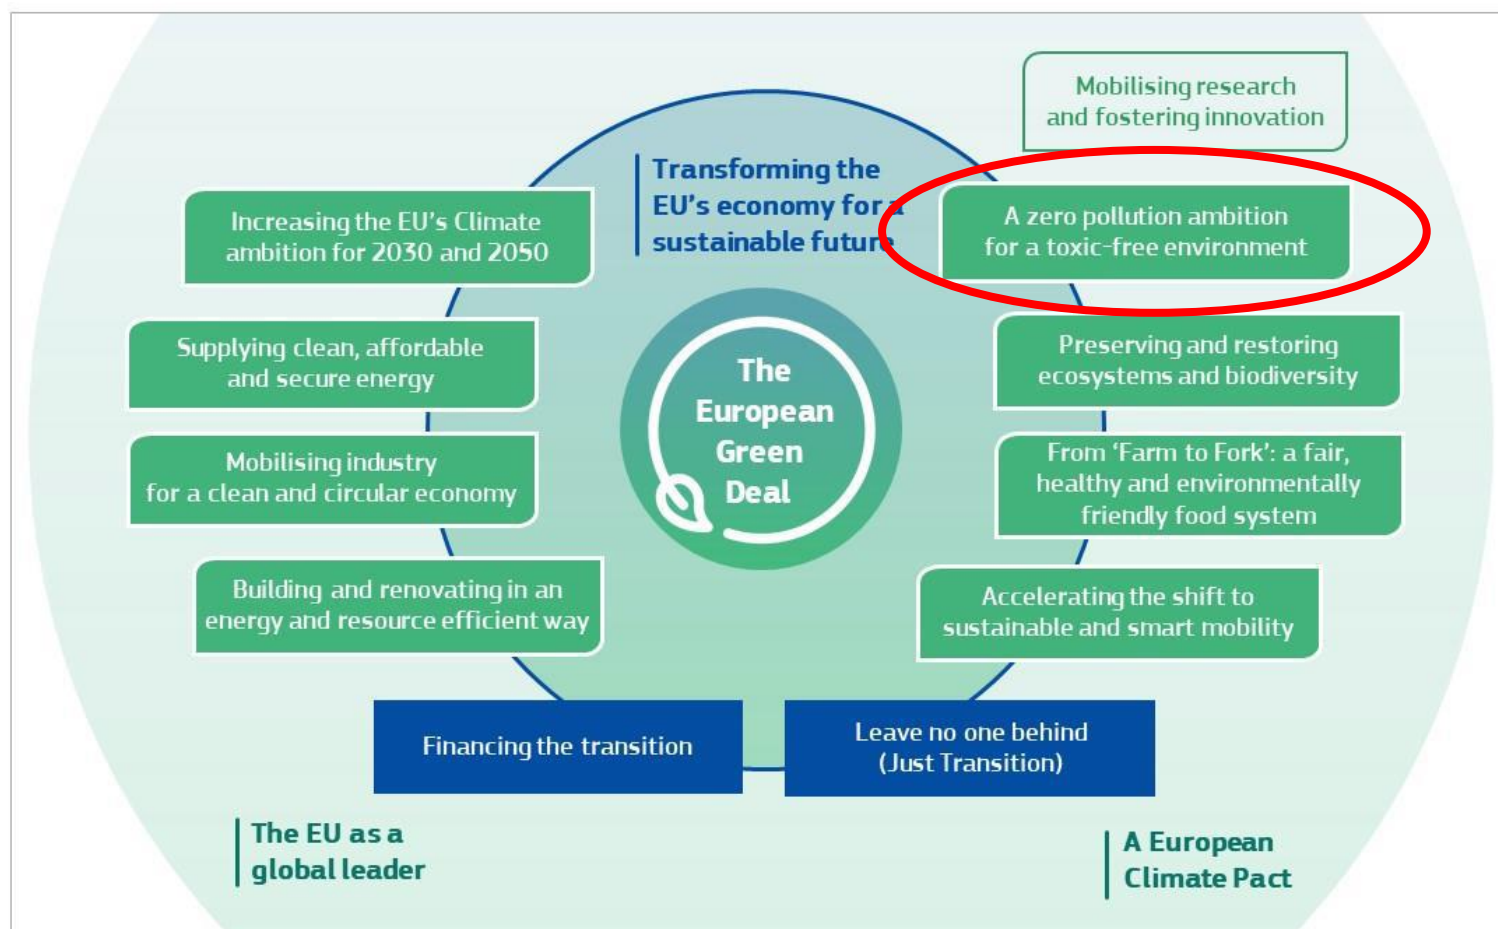 Mobilising research
and fostering innovation
Transforming the
EU's economy for a
sustainable future
Increasing the EU's Climate
ambition for 2030 and 2050
A zero pollution ambition
for a toxic-free environment
Supplying clean, affordable
and secure energy
Preserving and restoring
ecosystems and biodiversity
The
European
Green
Deal
Mobilising industry
for a clean and circular economy
From ‘Farm to Fork’: a fair,
healthy and environmentally
friendly food system
Building and renovating in an
energy and resource efficient way
Accelerating the shift to
sustainable and smart mobility
Financing the transition
Leave no one behind
(Just Transition)
The EU as a
global leader
A European
Climate Pact